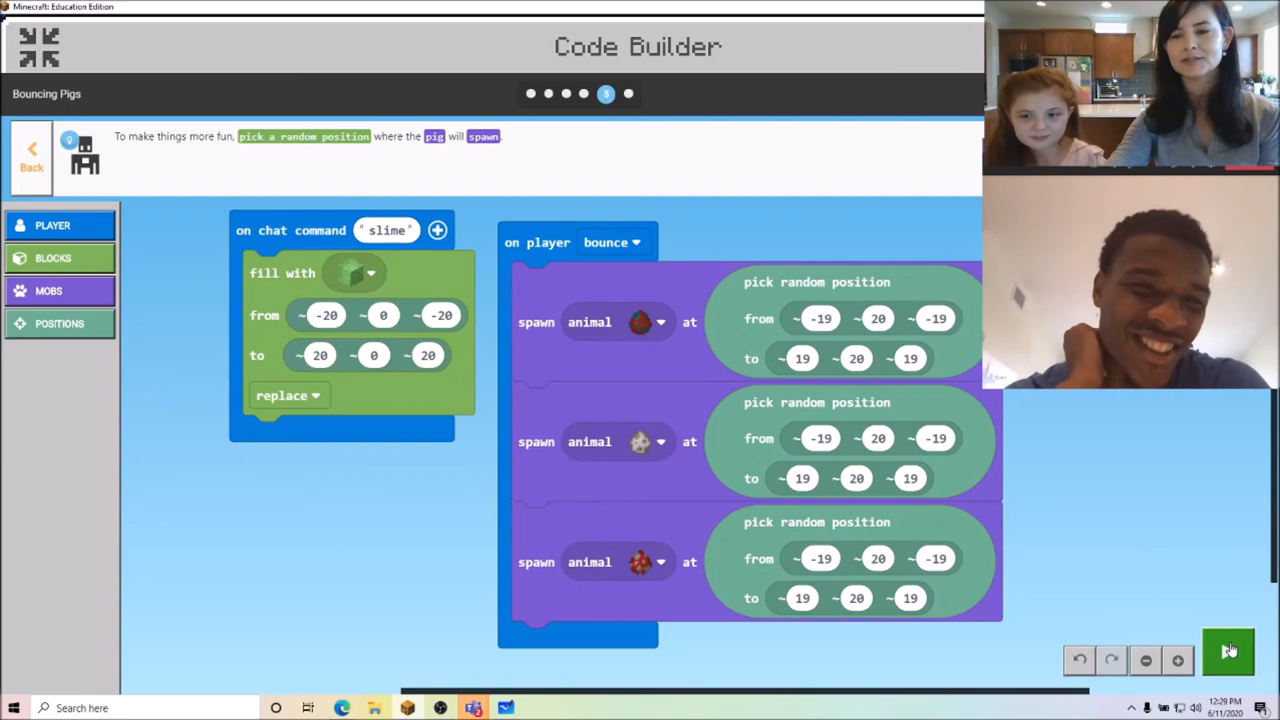 Minecraft: Education Edition
Code Builder
Bouncing Pigs
5
To make things more fun, pick a random position where the pig will spawn.
Back
PLAYER
BLOCKS
MOBS
POSITIONS
on chat command "slime"
fill with
from ~ -20 ~ 0 ~ -20
to ~ 20 ~ 0 ~ 20
replace
on player bounce
pick random position
spawn animal at from ~ -19 ~ 20 ~ -19
to ~ 19 ~ 20 ~ 19
pick random position
spawn animal at from ~ -19 ~ 20 ~ -19
to ~ 19 ~ 20 ~ 19
pick random position
spawn animal at from ~ -19 ~ 20 ~ -19
to ~ 19 ~ 20 ~ 19
Search here
12:29 PM
6/11/2020